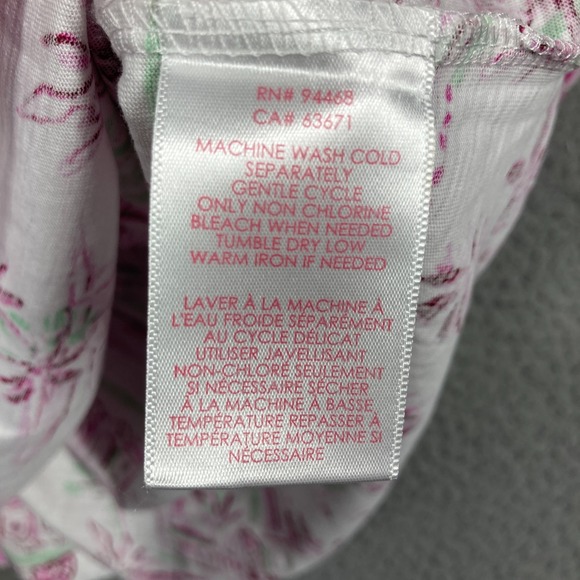 RN# 94468
CA# 63671
MACHINE WASH COLD
SEPARATELY
GENTLE CYCLE
ONLY NON CHLORINE
BLEACH WHEN NEEDED
TUMBLE DRY LOW
WARM IRON IF NEEDED
LAVER À LA MACHINE À
L'EAU FROIDE SÉPARÉMENT
AU CYCLE DÉLICAT
UTILISER JAVELLISANT
NON-CHLORÉ SEULEMENT
SI NÉCESSAIRE SÉCHER
À LA MACHINE À BASSE
TEMPÉRATURE REPASSER À
TEMPÉRATURE MOYENNE SI
NÉCESSAIRE